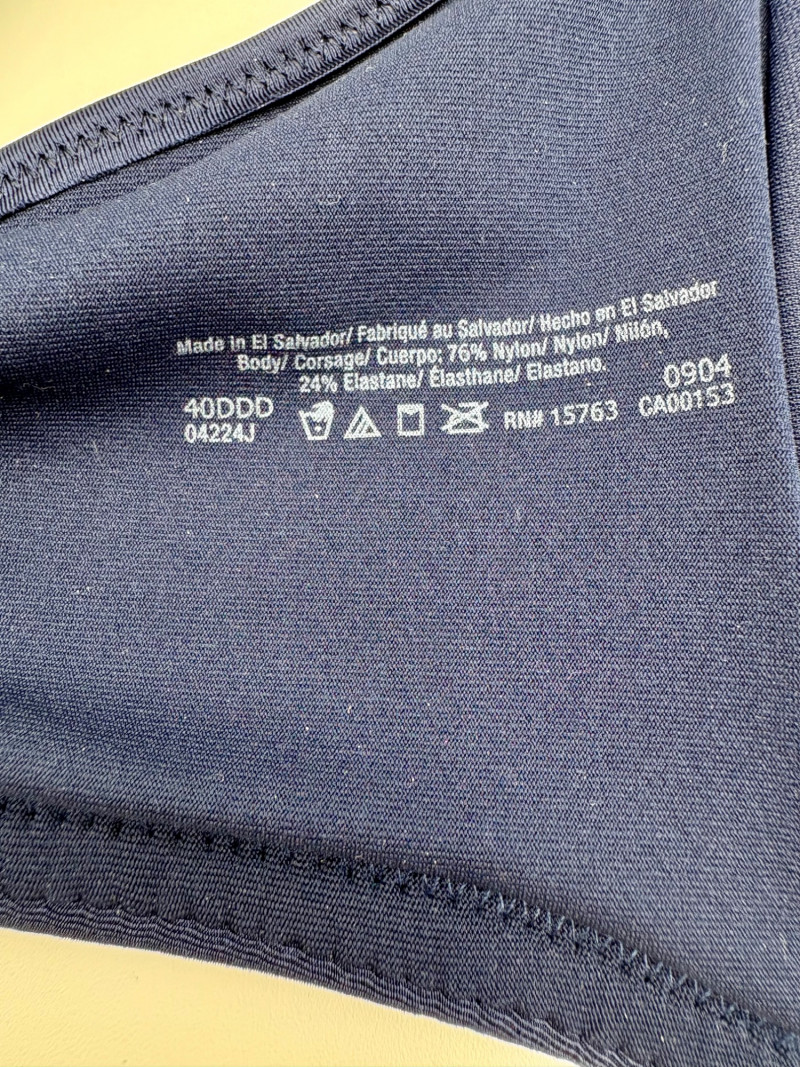 Made in El Salvador/ Fabriqué au Salvador/ Hecho en El Salvador
Body/ Corsage/ Cuerpo: 76% Nylon/ Nylon/ Nilón,
24% Elastane/ Élasthane/ Elastano.
40DDD 0904
04224J RN# 15763 CA00153